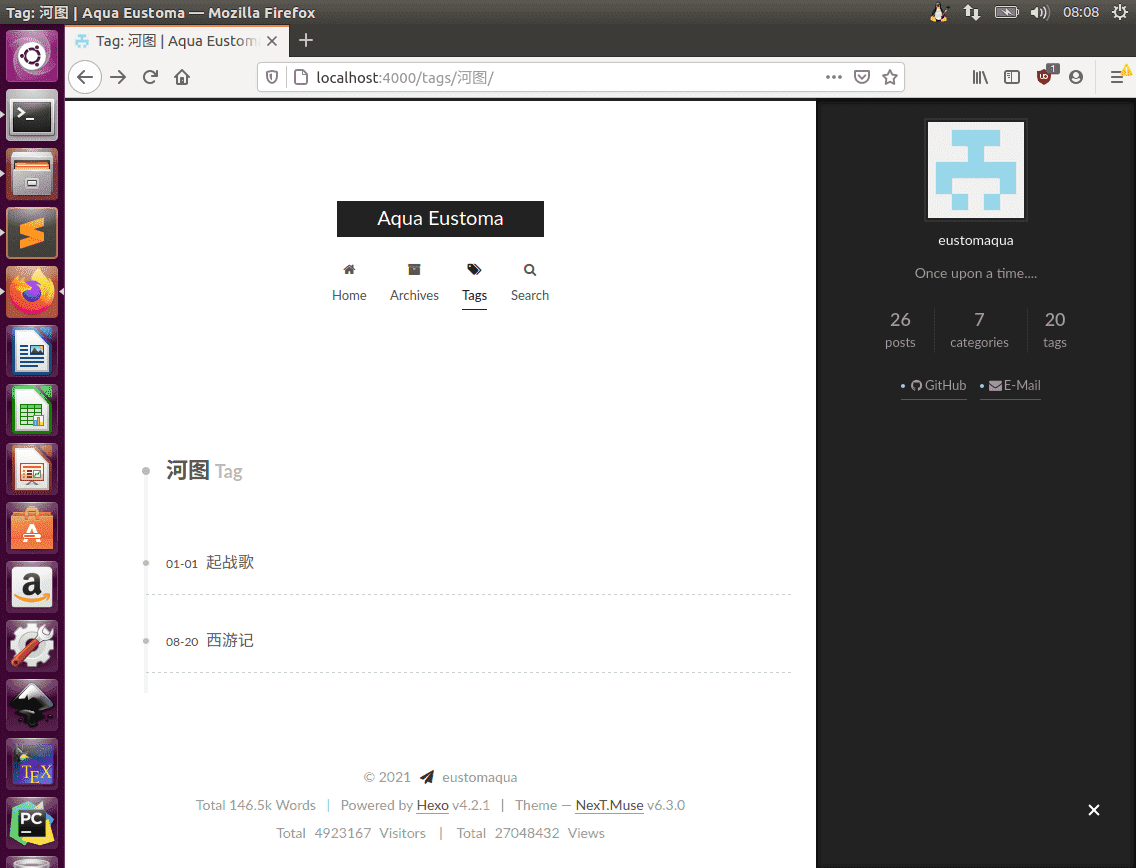 Tag: 河图 | Aqua Eustoma — Mozilla Firefox
08:08
Tag: 河图 | Aqua Eustom
localhost:4000/tags/河图/
1
Aqua Eustoma
Home Archives Tags Search
河图 Tag
01-01 起战歌
08-20 西游记
© 2021 eustomaqua
Total 146.5k Words | Powered by Hexo v4.2.1 | Theme — NexT.Muse v6.3.0
Total 4923167 Visitors | Total 27048432 Views
eustomaqua
Once upon a time....
26 7 20
posts categories tags
GitHub E-Mail
>_
A
a
TEX
PC